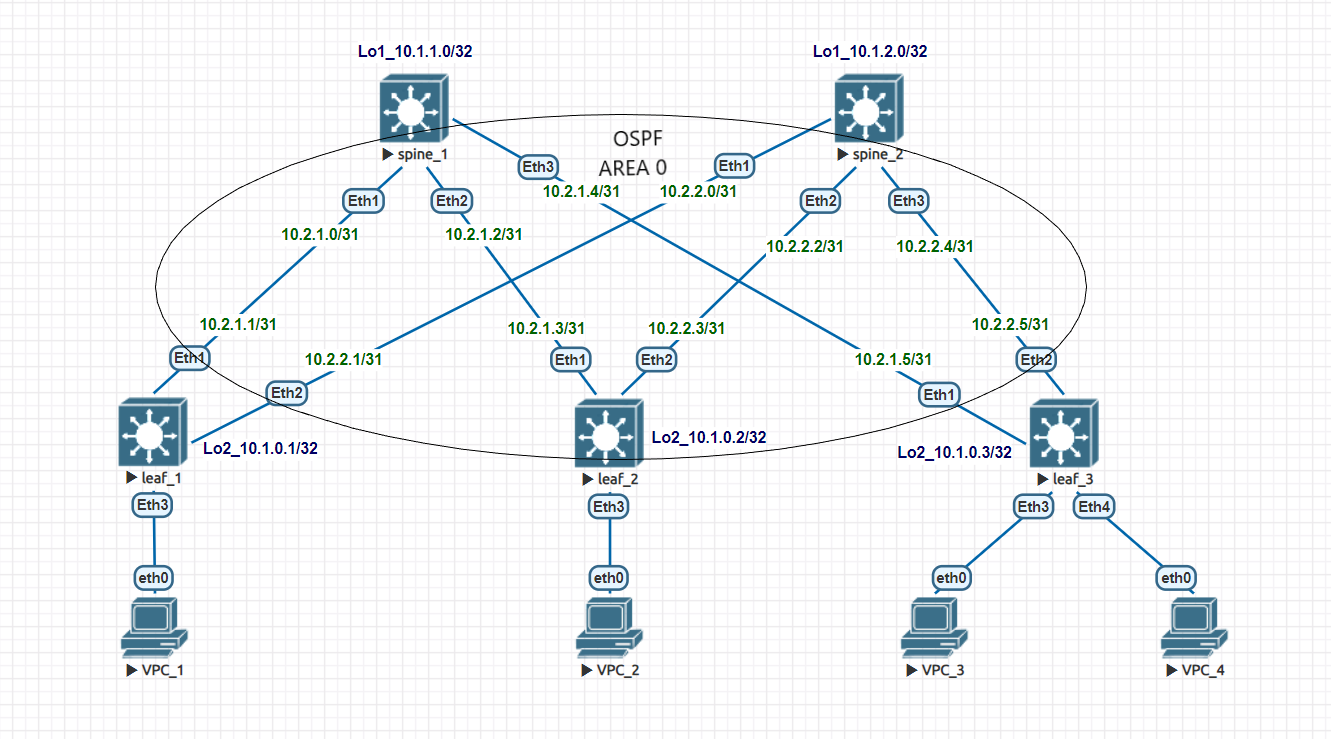 Lo1_10.1.1.0/32
Lo1_10.1.2.0/32
spine_1
spine_2
OSPF
AREA 0
Eth3
Eth1
10.2.1.4/31
10.2.2.0/31
Eth1
Eth2
Eth2
Eth3
10.2.1.0/31
10.2.1.2/31
10.2.2.2/31
10.2.2.4/31
10.2.1.1/31
10.2.1.3/31
10.2.2.3/31
10.2.2.5/31
Eth1
10.2.2.1/31
Eth1
Eth2
10.2.1.5/31
Eth2
Eth2
Eth1
Lo2_10.1.0.1/32
Lo2_10.1.0.2/32
Lo2_10.1.0.3/32
leaf_1
leaf_2
leaf_3
Eth3
Eth3
Eth3
Eth4
eth0
eth0
eth0
eth0
VPC_1
VPC_2
VPC_3
VPC_4